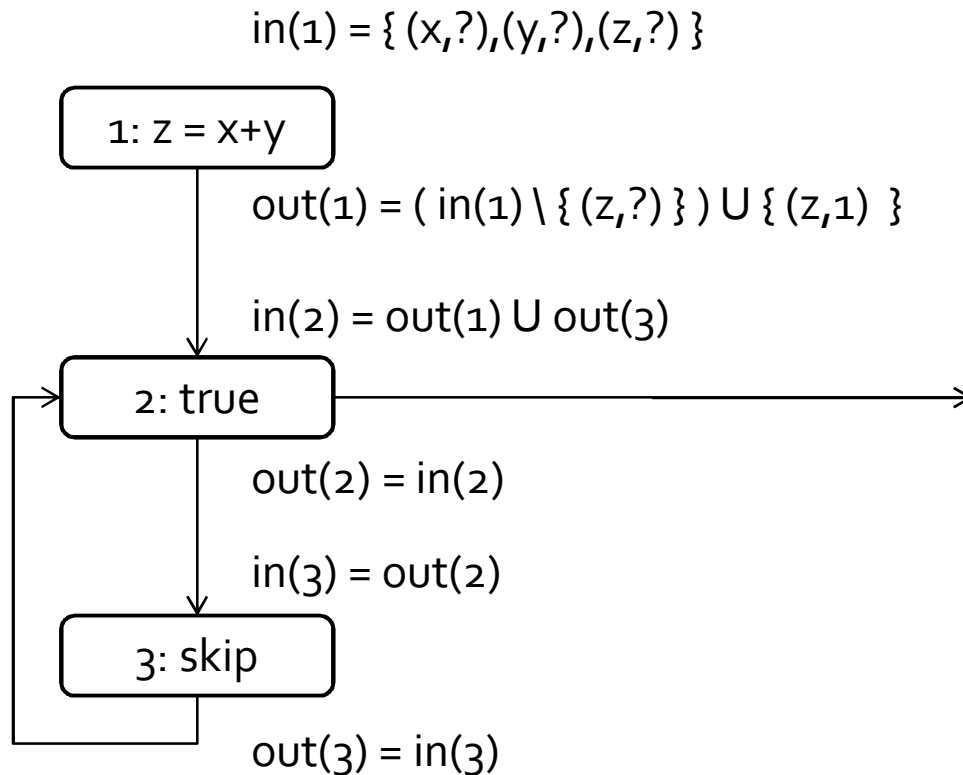 in(1) = { (x,?),(y,?),(z,?) }
1: z = x+y
out(1) = ( in(1) \ { (z,?) } ) U { (z,1) }
in(2) = out(1) U out(3)
2: true
out(2) = in(2)
in(3) = out(2)
3: skip
out(3) = in(3)